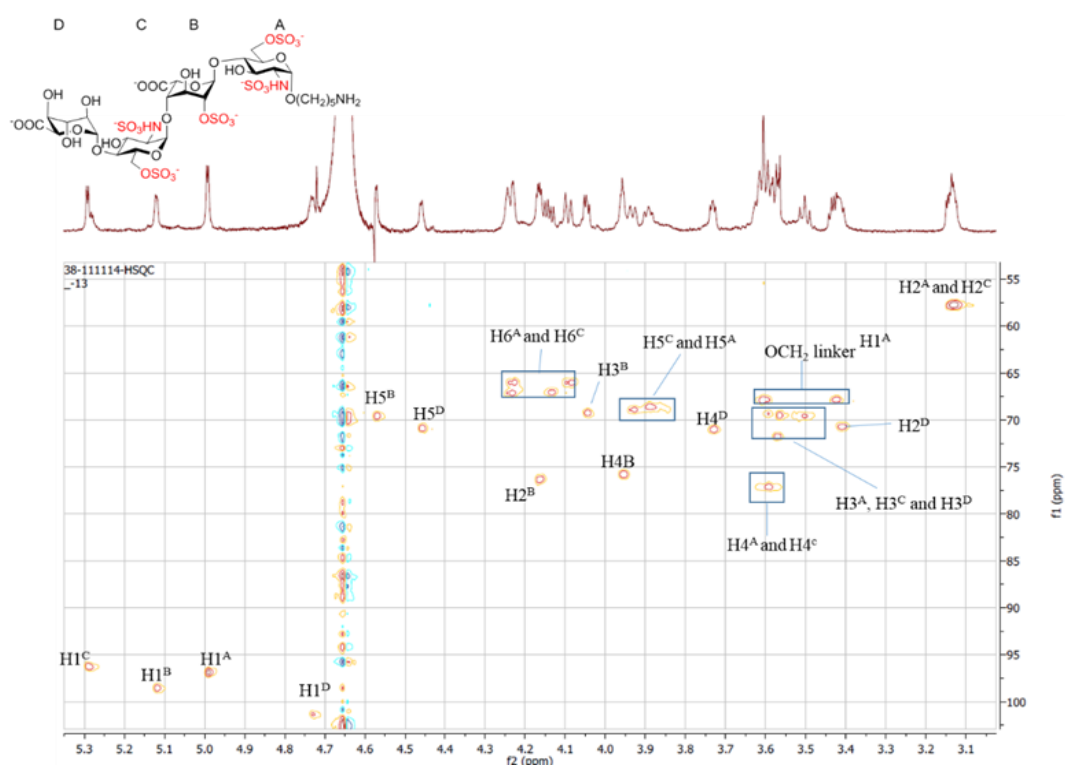 D C B A
OSO₃⁻
⁻OOC OH O O HO O
⁻SO₃HN
O(CH₂)₅NH₂
OH OH ⁻SO₃HN O OSO₃⁻
⁻OOC O OH HO O
OSO₃⁻
38-111114-HSQC
_-13
H2ᴬ and H2ᶜ
H1ᴬ
OCH₂ linker
H6ᴬ and H6ᶜ
H5ᶜ and H5ᴬ
H3ᴮ
H5ᴮ
H5ᴰ
H4ᴰ
H2ᴰ
H2ᴮ
H4B
H3ᴬ, H3ᶜ and H3ᴰ
H4ᴬ and H4ᶜ
H1ᶜ
H1ᴮ
H1ᴬ
H1ᴰ
55
60
65
70
75
80
85
90
95
100
f1 (ppm)
5.3 5.2 5.1 5.0 4.9 4.8 4.7 4.6 4.5 4.4 4.3 4.2 4.1 4.0 3.9 3.8 3.7 3.6 3.5 3.4 3.3 3.2 3.1
f2 (ppm)